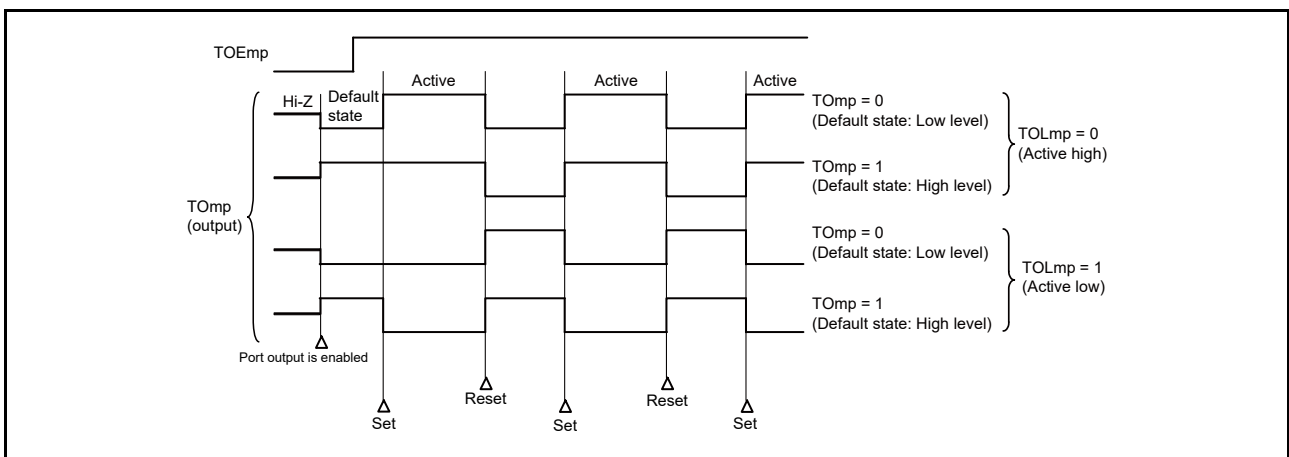 TOEmp
Active
Active
Active
Hi-Z
Default
state
TOmp = 0
(Default state: Low level)
TOLmp = 0
(Active high)
TOmp = 1
(Default state: High level)
TOmp
(output)
TOmp = 0
(Default state: Low level)
TOLmp = 1
(Active low)
TOmp = 1
(Default state: High level)
Port output is enabled
Reset
Reset
Set
Set
Set